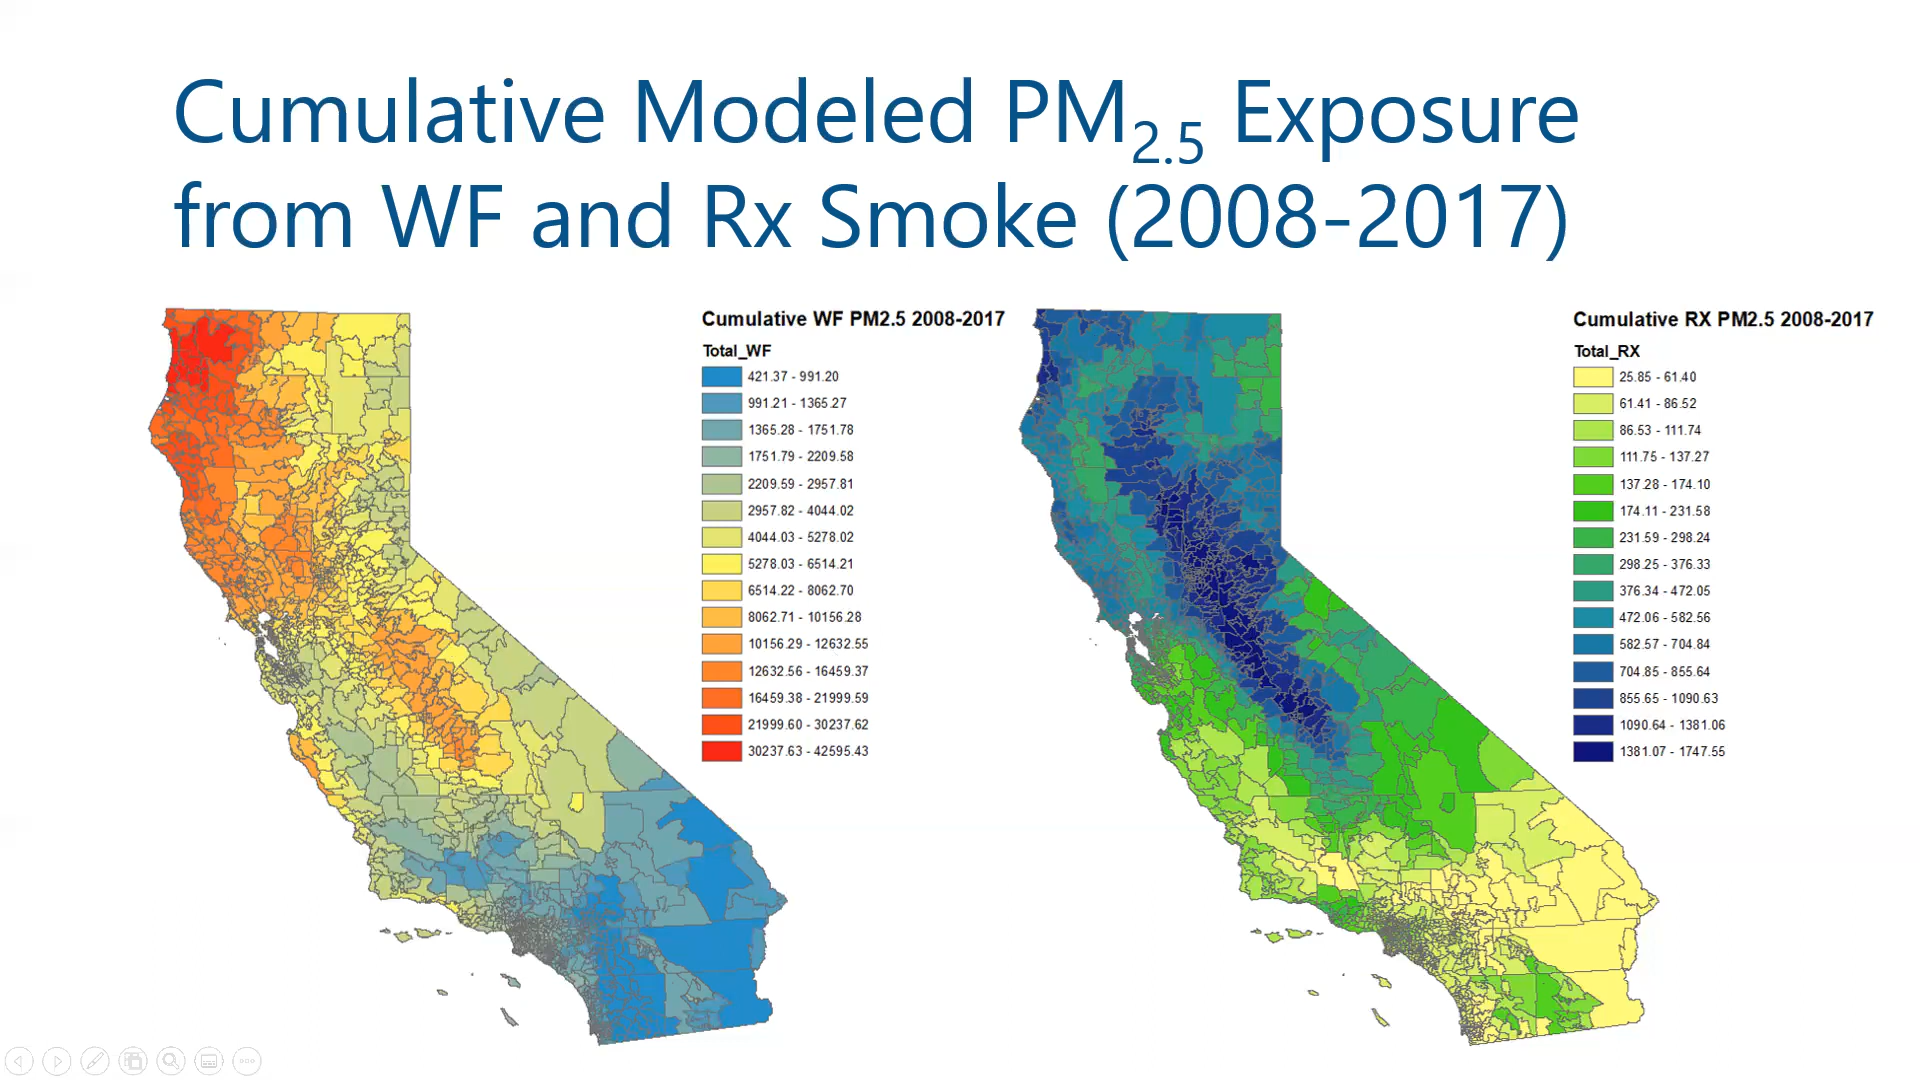 Cumulative Modeled PM2.5 Exposure
from WF and Rx Smoke (2008-2017)
Cumulative WF PM2.5 2008-2017
Total_WF
421.37 - 991.20
991.21 - 1365.27
1365.28 - 1751.78
1751.79 - 2209.58
2209.59 - 2957.81
2957.82 - 4044.02
4044.03 - 5278.02
5278.03 - 6514.21
6514.22 - 8062.70
8062.71 - 10156.28
10156.29 - 12632.55
12632.56 - 16459.37
16459.38 - 21999.59
21999.60 - 30237.62
30237.63 - 42595.43
Cumulative RX PM2.5 2008-2017
Total_RX
25.85 - 61.40
61.41 - 86.52
86.53 - 111.74
111.75 - 137.27
137.28 - 174.10
174.11 - 231.58
231.59 - 298.24
298.25 - 376.33
376.34 - 472.05
472.06 - 582.56
582.57 - 704.84
704.85 - 855.64
855.65 - 1090.63
1090.64 - 1381.06
1381.07 - 1747.55